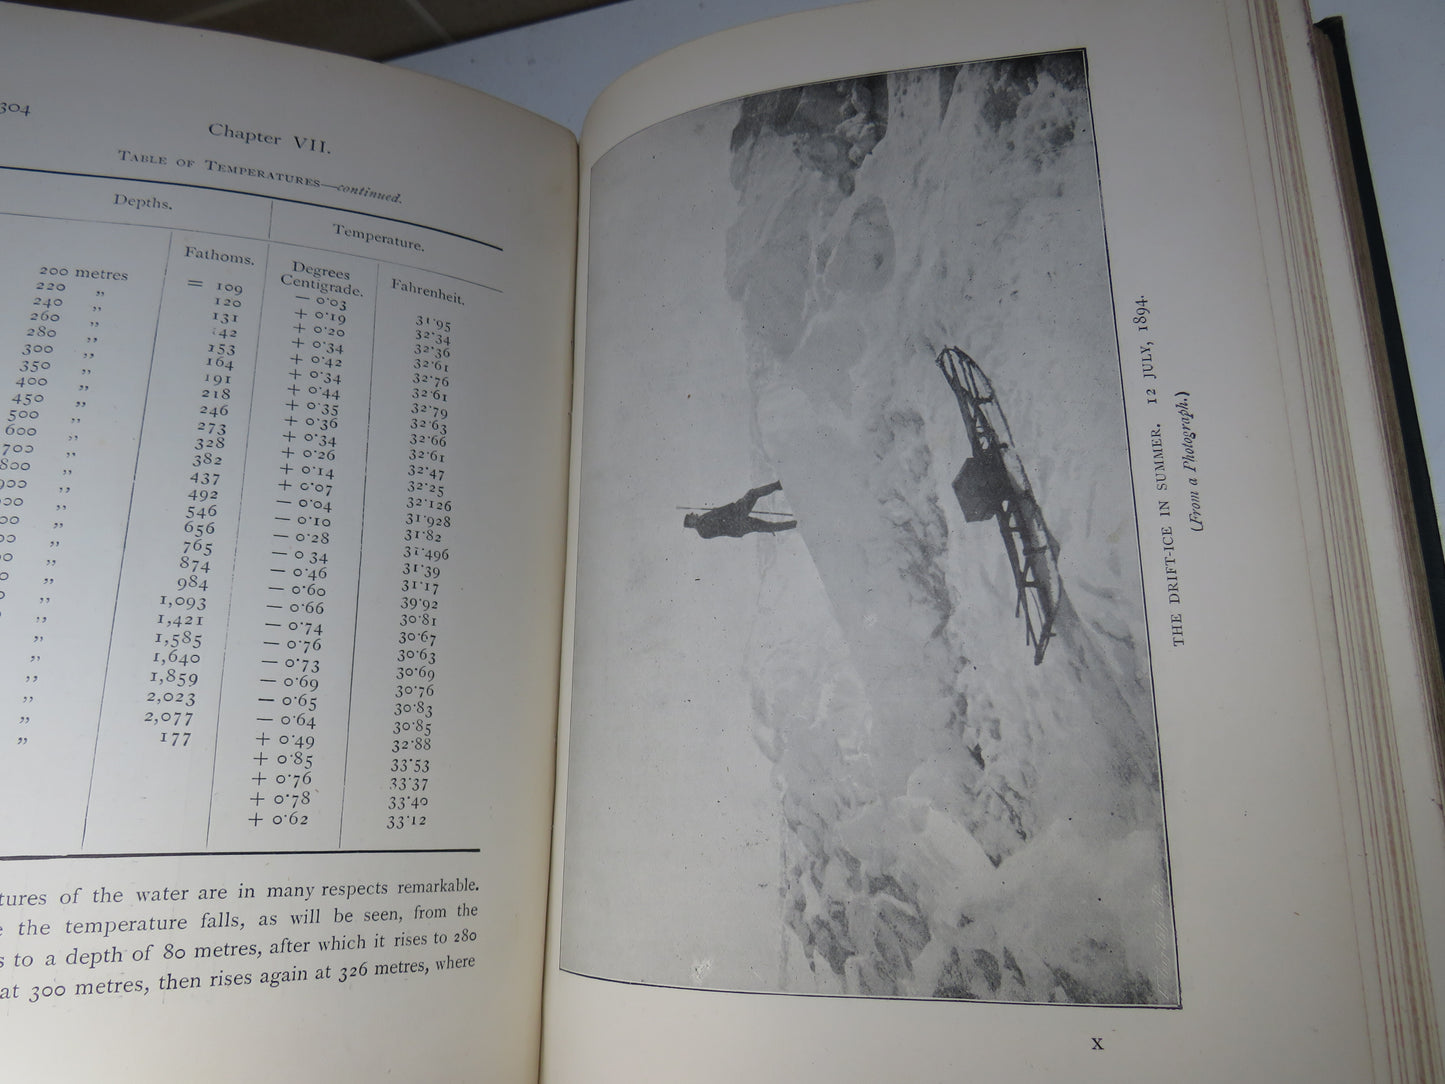 304
Chapter VII.
TABLE OF TEMPERATURES—continued.
Depths. Temperature.
Fathoms. Degrees Centigrade. Fahrenheit.
200 metres = 109 — 0·03 31·95
220 „ 120 + 0·19 32·34
240 „ 131 + 0·20 32·36
260 „ 142 + 0·34 32·61
280 „ 153 + 0·42 32·76
300 „ 164 + 0·34 32·61
350 „ 191 + 0·44 32·79
400 „ 218 + 0·35 32·63
450 „ 246 + 0·36 32·66
500 „ 273 + 0·34 32·61
600 „ 328 + 0·26 32·47
700 „ 382 + 0·14 32·25
800 „ 437 + 0·07 32·126
900 „ 492 — 0·04 31·928
„ 546 — 0·10 31·82
„ 656 — 0·28 31·496
„ 765 — 0 34 31·39
„ 874 — 0·46 31·17
„ 984 — 0·60 39·92
„ 1,093 — 0·66 30·81
„ 1,421 — 0·74 30·67
„ 1,585 — 0·76 30·63
„ 1,640 — 0·73 30·69
„ 1,859 — 0·69 30·76
„ 2,023 — 0·65 30·83
„ 2,077 — 0·64 30·85
„ 177 + 0·49 32·88
+ 0·85 33·53
+ 0·76 33·37
+ 0·78 33·40
+ 0·62 33·12
tures of the water are in many respects remarkable.
e the temperature falls, as will be seen, from the
s to a depth of 80 metres, after which it rises to 280
at 300 metres, then rises again at 326 metres, where
THE DRIFT-ICE IN SUMMER. 12 JULY, 1894.
(From a Photograph.)
X